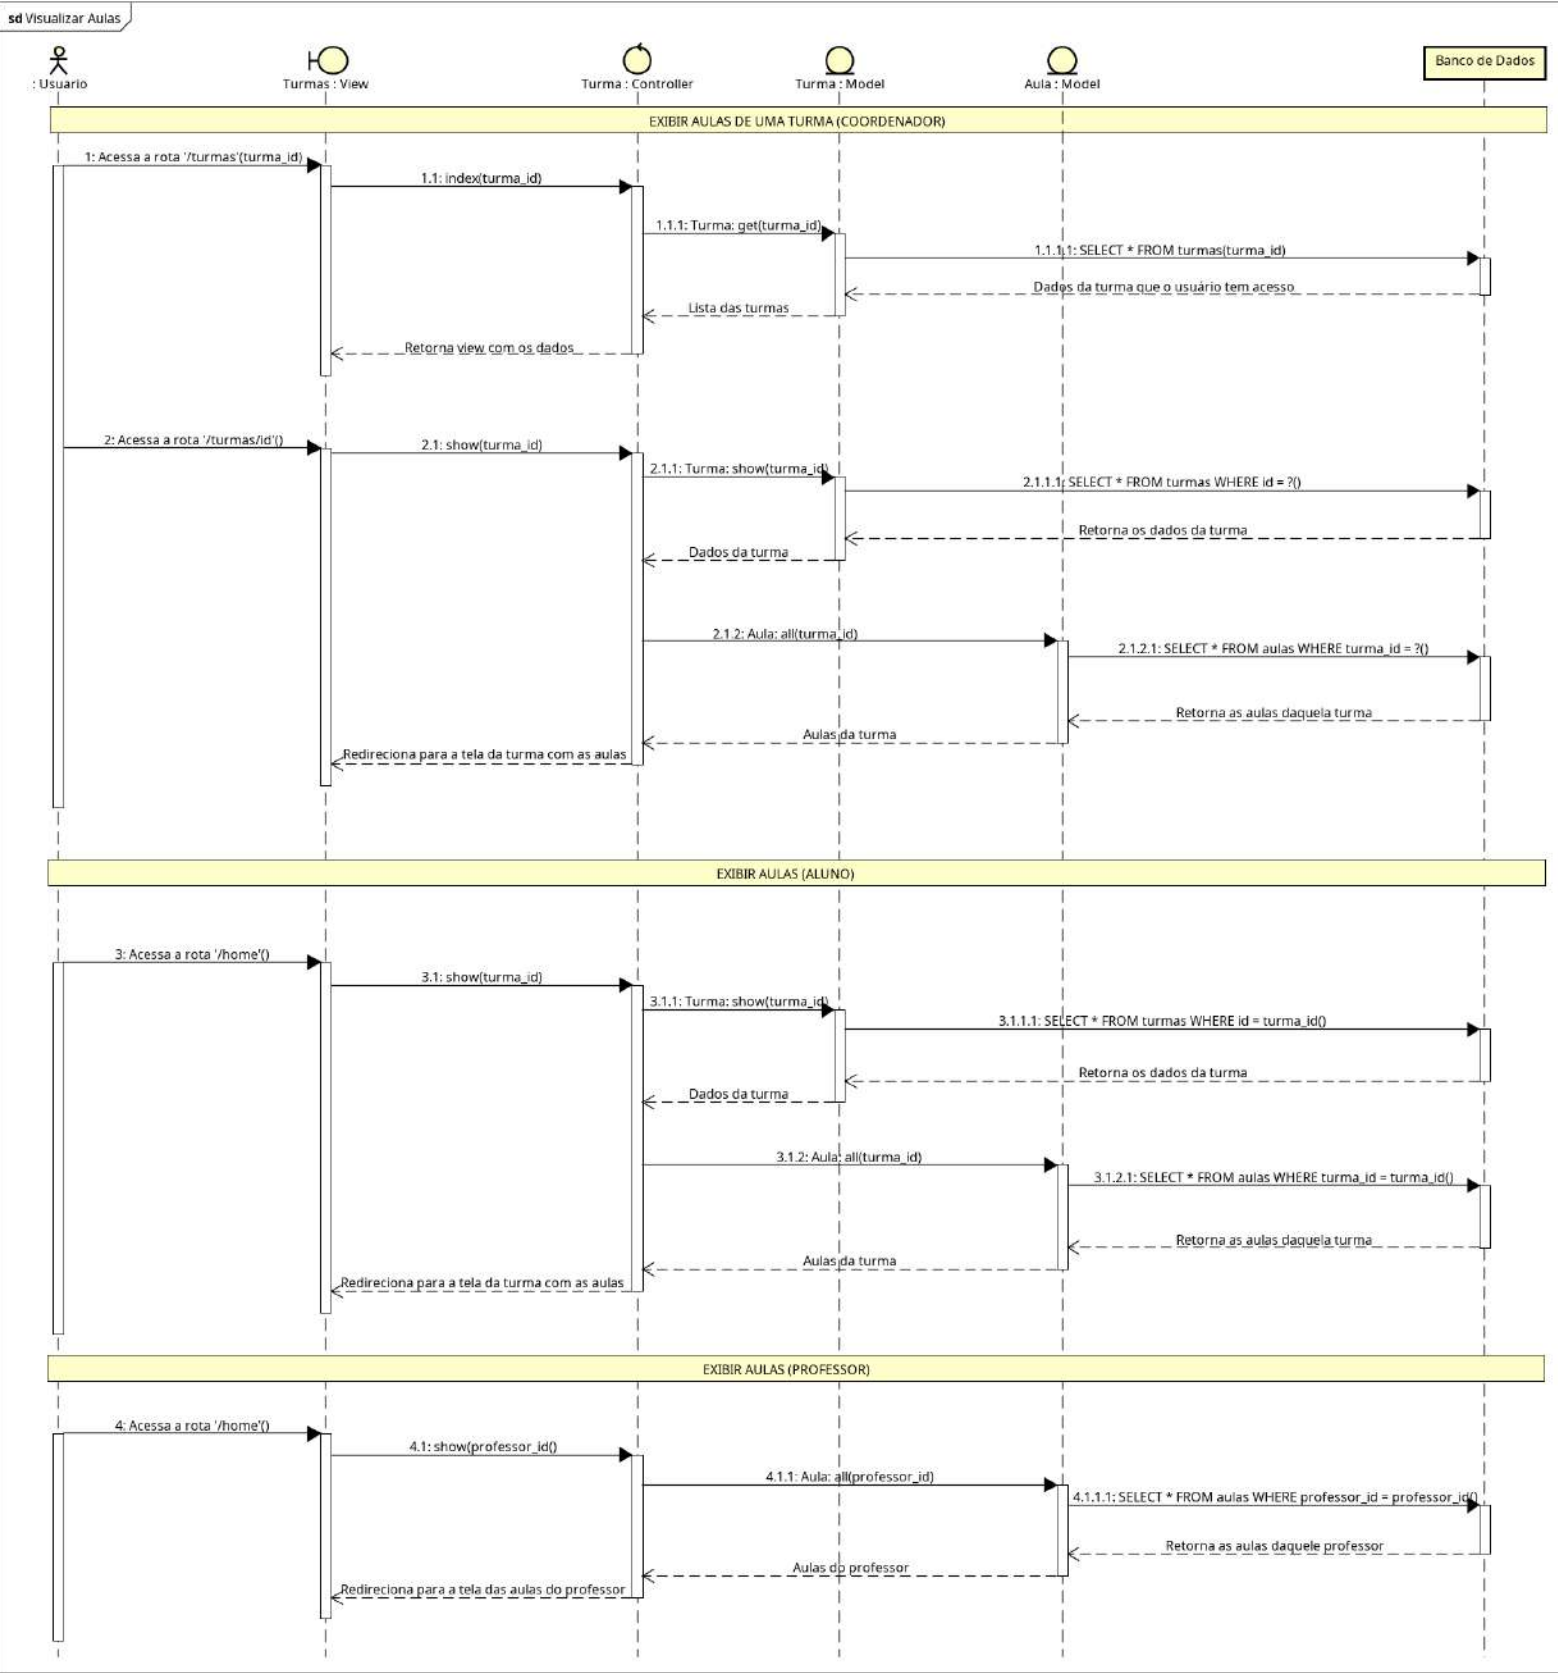 sd Visualizar Aulas
: Usuario
Turmas : View
Turma : Controller
Turma : Model
Aula : Model
Banco de Dados
EXIBIR AULAS DE UMA TURMA (COORDENADOR)
1: Acessa a rota '/turmas'(turma_id)
1.1: index(turma_id)
1.1.1: Turma: get(turma_id)
1.1.1.1: SELECT * FROM turmas(turma_id)
Dados da turma que o usuário tem acesso
Lista das turmas
Retorna view com os dados
2: Acessa a rota '/turmas/id'()
2.1: show(turma_id)
2.1.1: Turma: show(turma_id)
2.1.1.1: SELECT * FROM turmas WHERE id = ?()
Retorna os dados da turma
Dados da turma
2.1.2: Aula: all(turma_id)
2.1.2.1: SELECT * FROM aulas WHERE turma_id = ?()
Retorna as aulas daquela turma
Aulas da turma
Redireciona para a tela da turma com as aulas
EXIBIR AULAS (ALUNO)
3: Acessa a rota '/home'()
3.1: show(turma_id)
3.1.1: Turma: show(turma_id)
3.1.1.1: SELECT * FROM turmas WHERE id = turma_id()
Retorna os dados da turma
Dados da turma
3.1.2: Aula: all(turma_id)
3.1.2.1: SELECT * FROM aulas WHERE turma_id = turma_id()
Retorna as aulas daquela turma
Aulas da turma
Redireciona para a tela da turma com as aulas
EXIBIR AULAS (PROFESSOR)
4: Acessa a rota '/home'()
4.1: show(professor_id()
4.1.1: Aula: all(professor_id)
4.1.1.1: SELECT * FROM aulas WHERE professor_id = professor_id()
Retorna as aulas daquele professor
Aulas do professor
Redireciona para a tela das aulas do professor